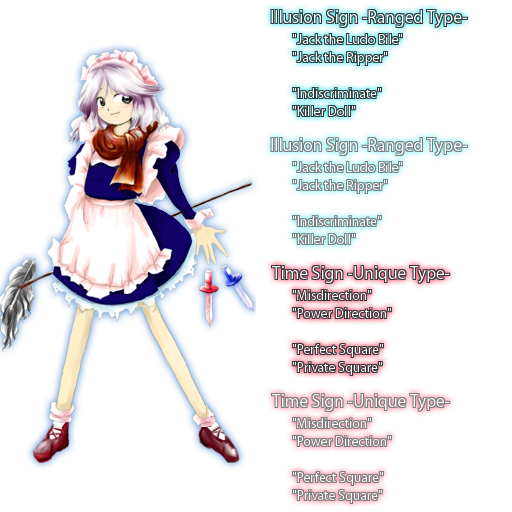 Illusion Sign -Ranged Type-
"Jack the Ludo Bile"
"Jack the Ripper"
"Indiscriminate"
"Killer Doll"
Illusion Sign -Ranged Type-
"Jack the Ludo Bile"
"Jack the Ripper"
"Indiscriminate"
"Killer Doll"
Time Sign -Unique Type-
"Misdirection"
"Power Direction"
"Perfect Square"
"Private Square"
Time Sign -Unique Type-
"Misdirection"
"Power Direction"
"Perfect Square"
"Private Square"